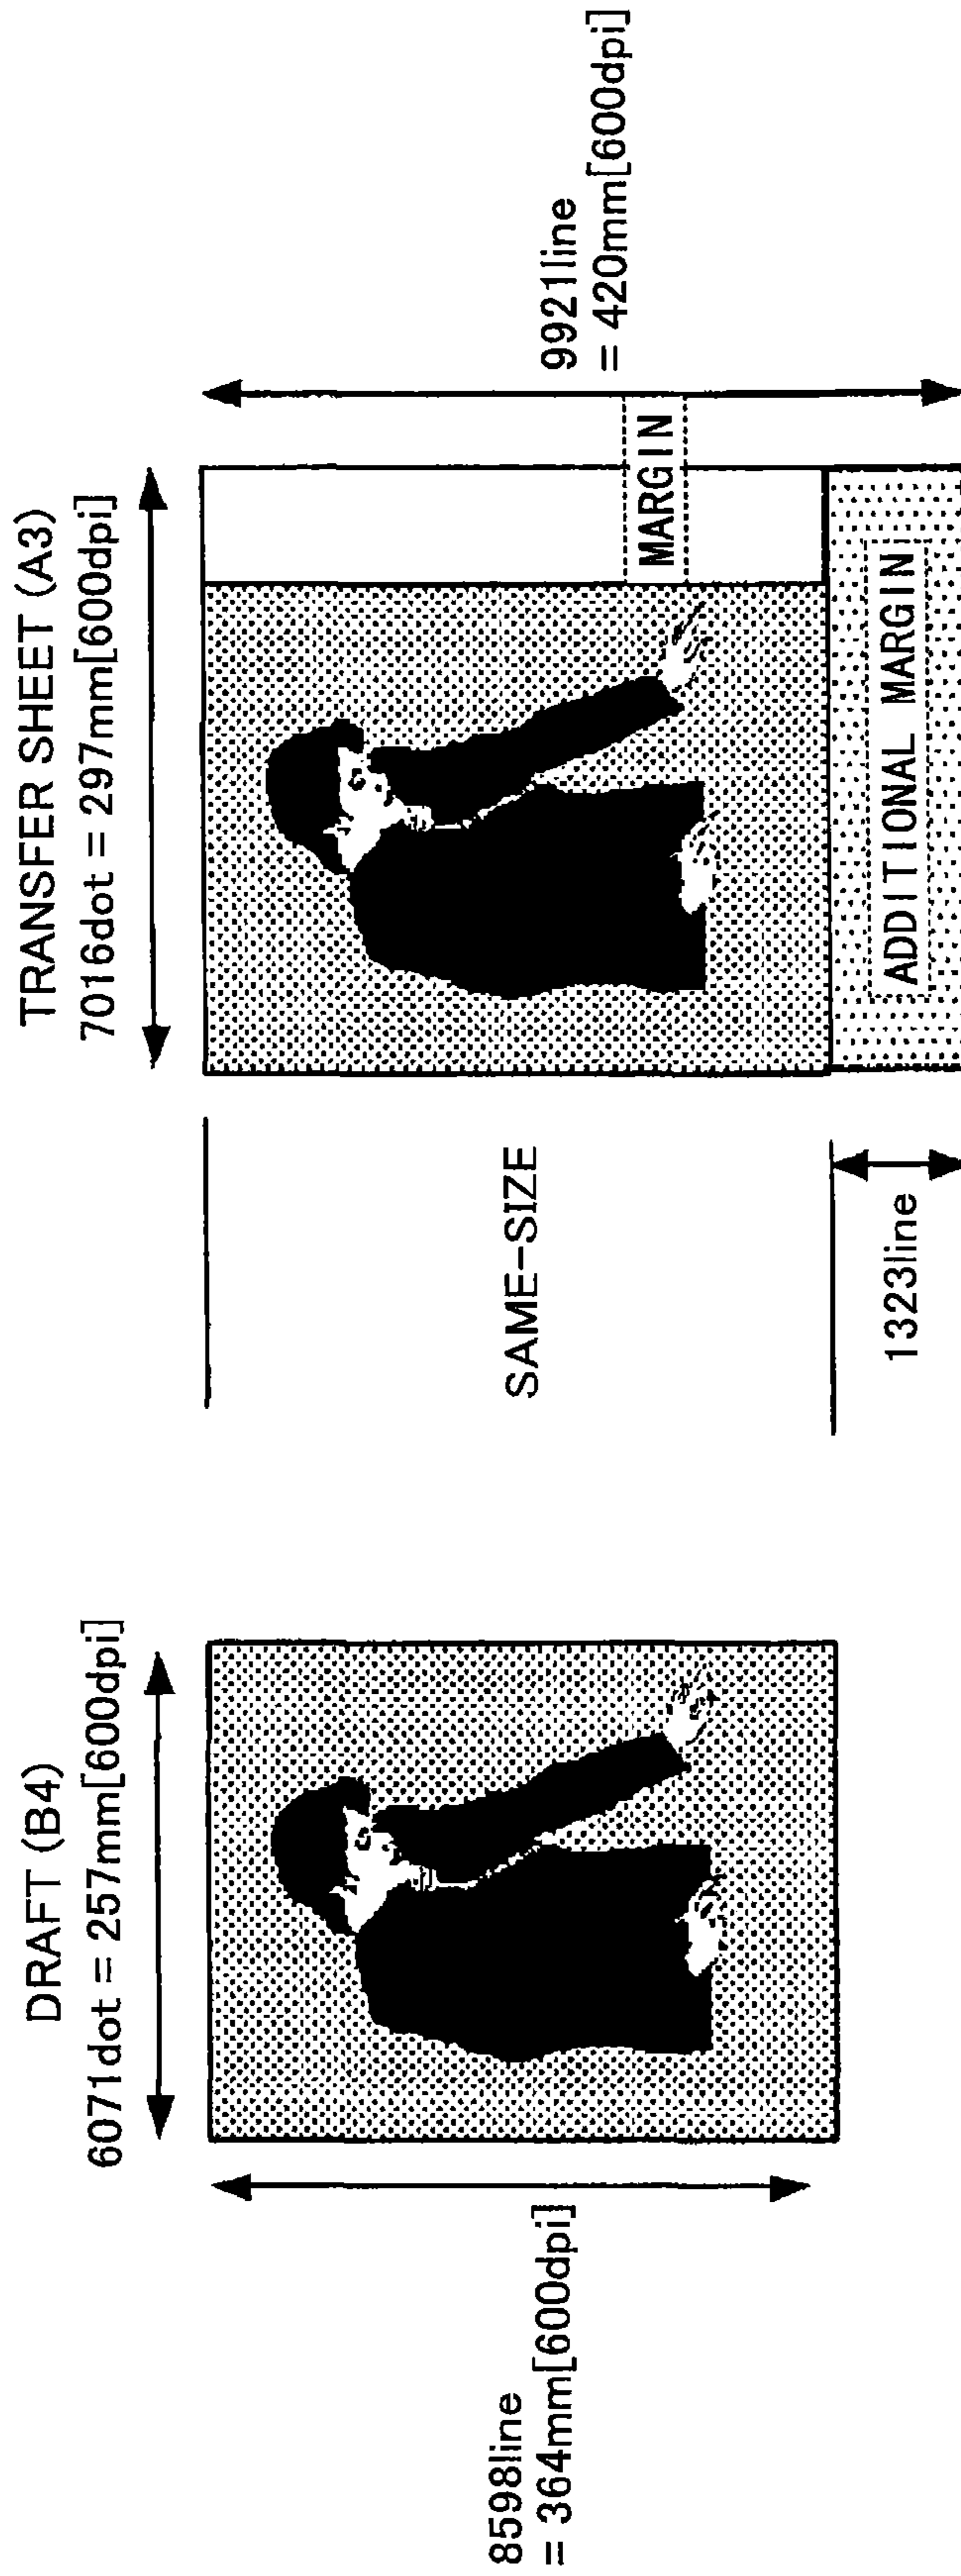 DRAFT (B4)
6071dot = 257mm[600dpi]
8598line
= 364mm[600dpi]
SAME-SIZE
1323line
TRANSFER SHEET (A3)
7016dot = 297mm[600dpi]
MARGIN
ADDITIONAL MARGIN
9921line
= 420mm[600dpi]